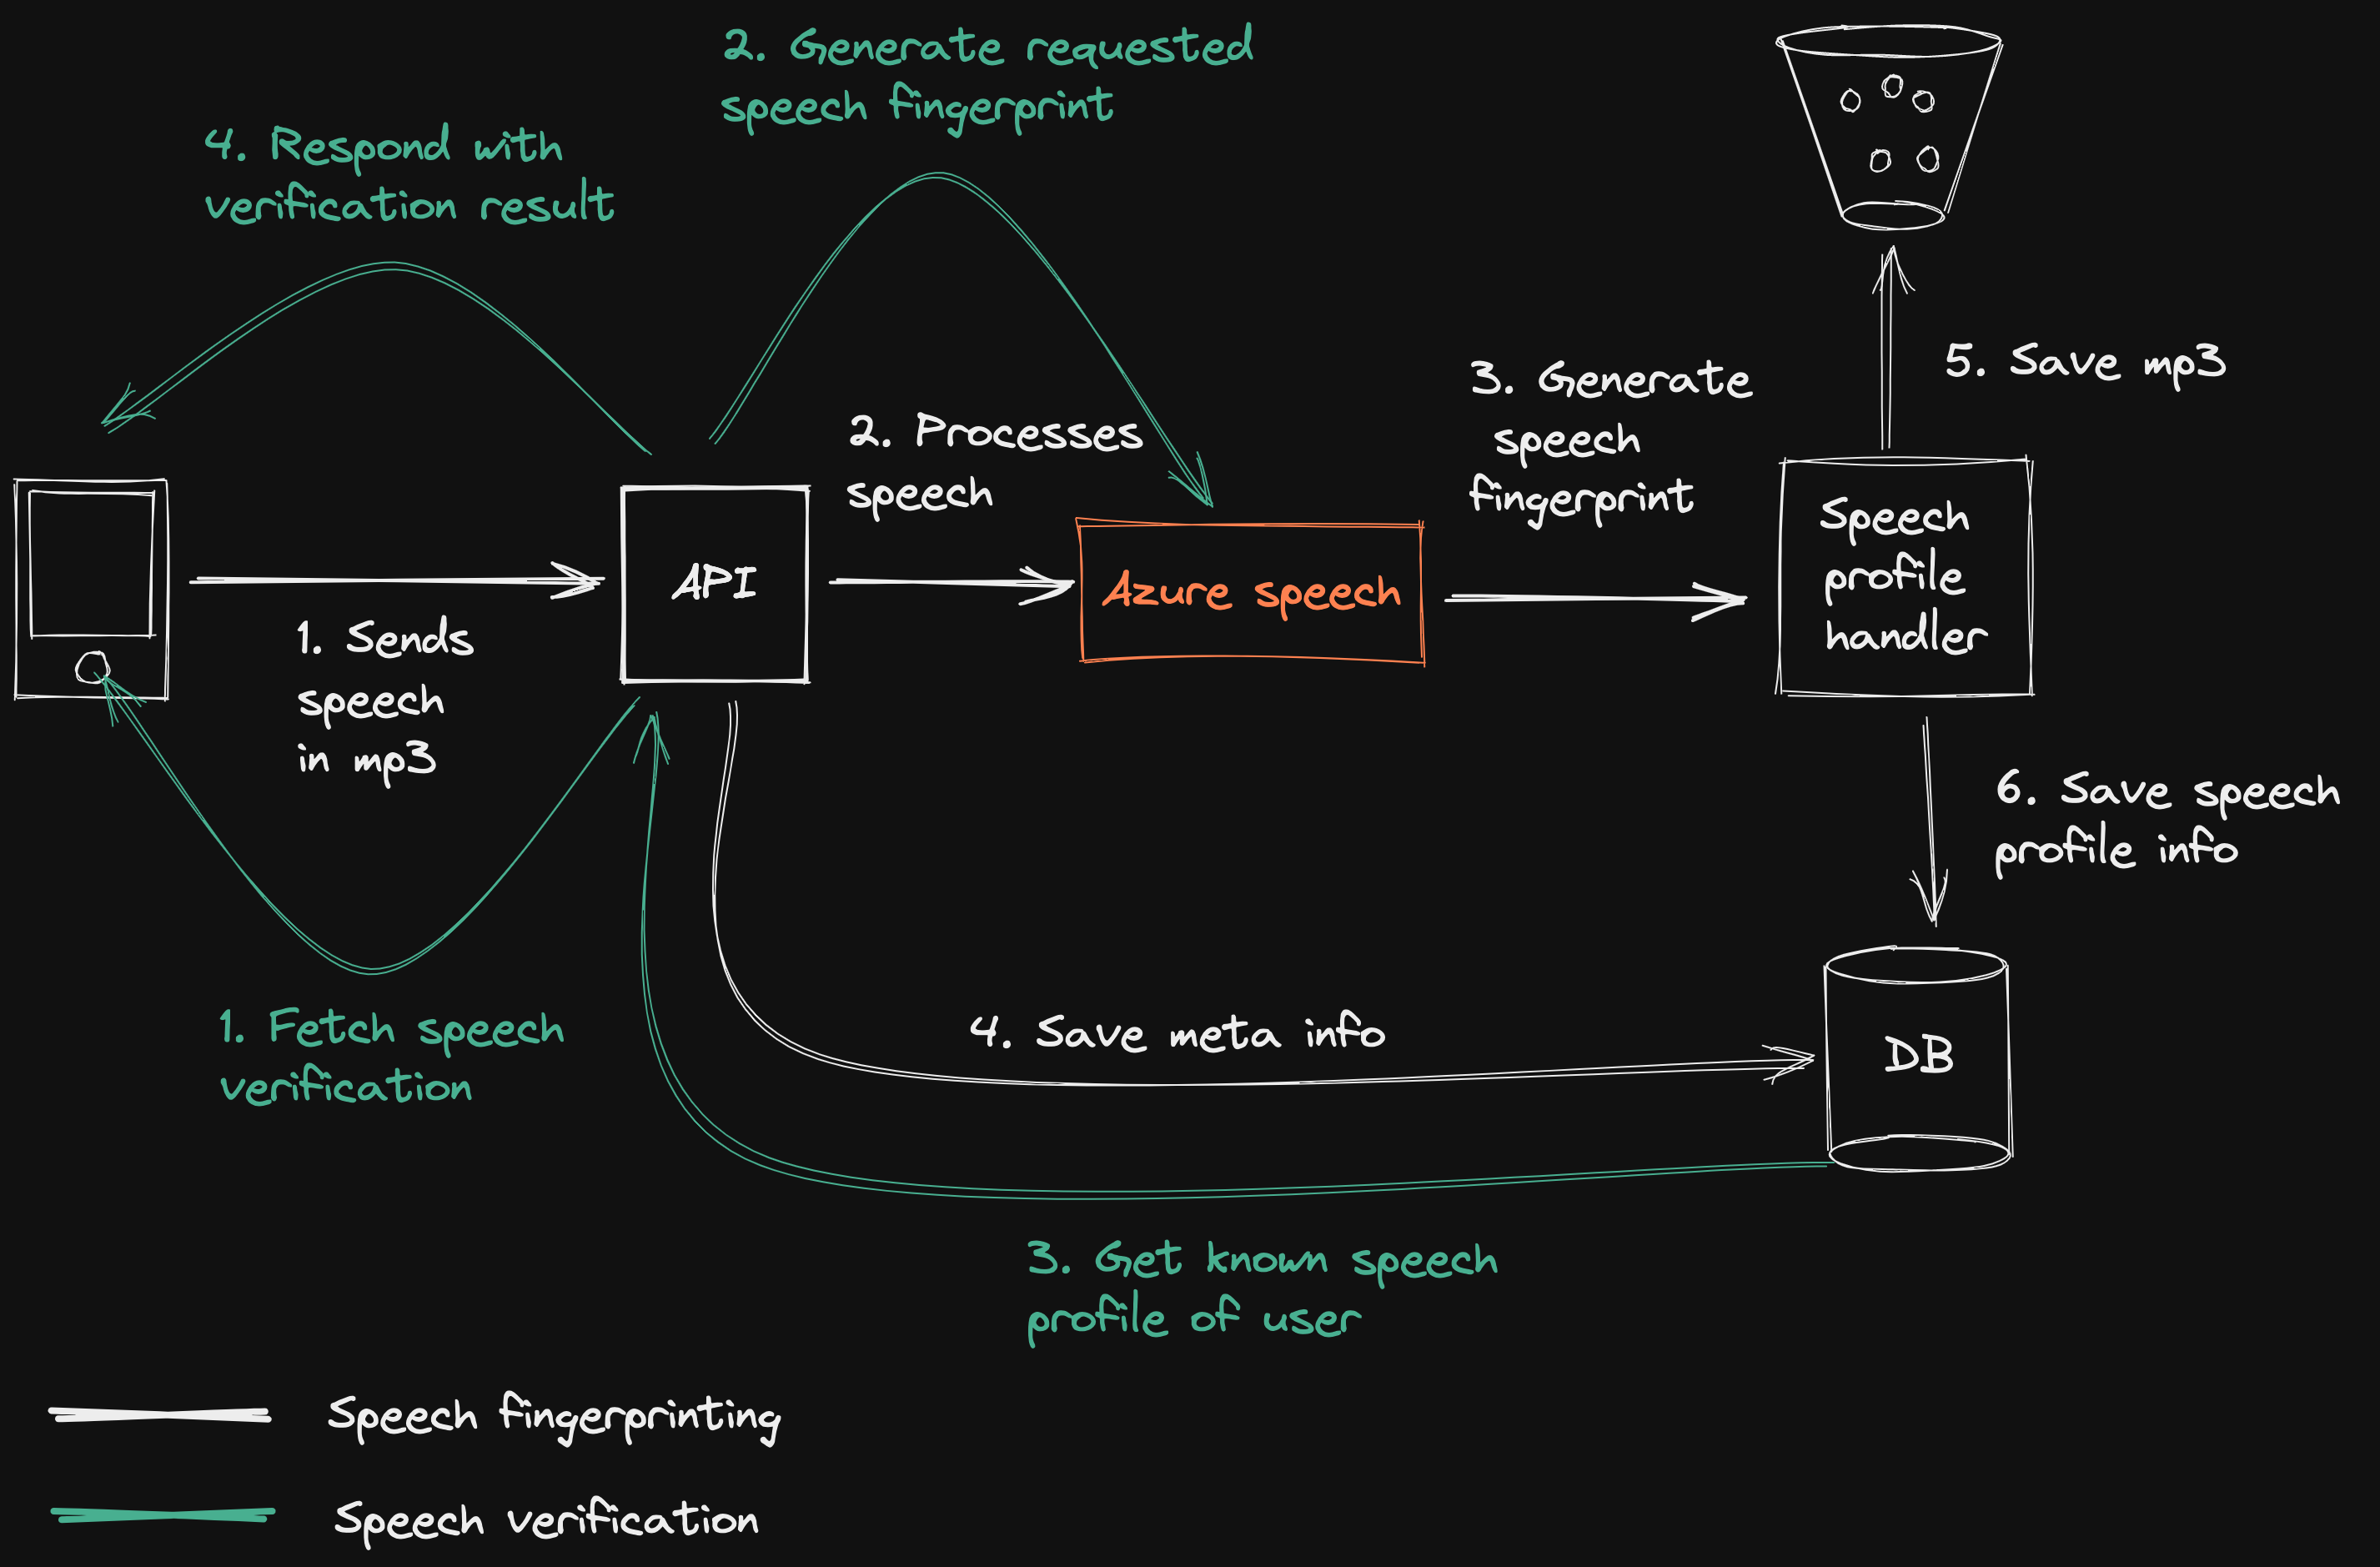 2. Generate requested
speech fingerprint
4. Respond with
verification result
5. Save mp3
3. Generate
speech
fingerprint
2. Processes
speech
Speech
profile
handler
API
Azure speech
1. Sends
speech
in mp3
6. Save speech
profile info
1. Fetch speech
verification
4. Save meta info
DB
3. Get known speech
profile of user
Speech fingerprinting
Speech verification